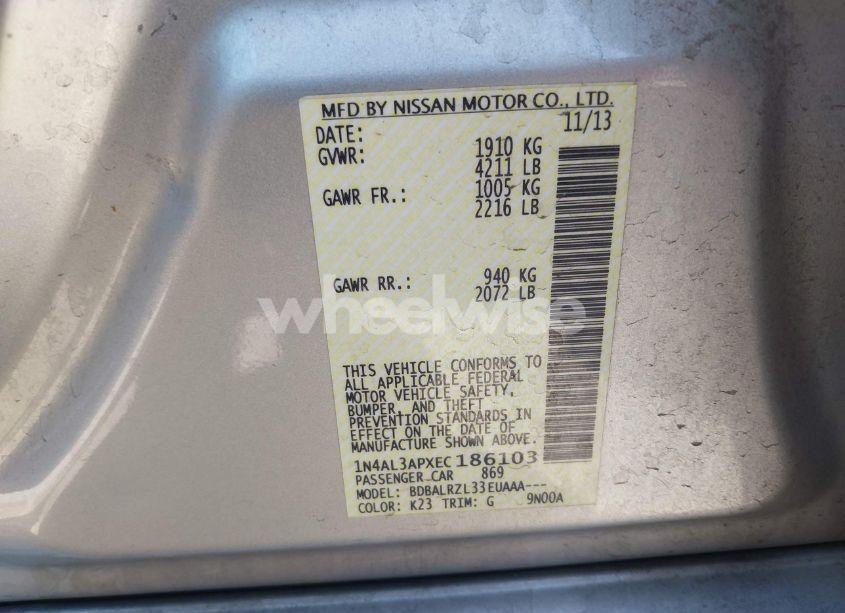 MFD BY NISSAN MOTOR CO., LTD.
DATE: 11/13
GVWR: 1910 KG
4211 LB
GAWR FR.: 1005 KG
2216 LB
GAWR RR.: 940 KG
2072 LB
wheelwise
THIS VEHICLE CONFORMS TO
ALL APPLICABLE FEDERAL
MOTOR VEHICLE SAFETY,
BUMPER, AND THEFT
PREVENTION STANDARDS IN
EFFECT ON THE DATE OF
MANUFACTURE SHOWN ABOVE.
1N4AL3APXEC186103
PASSENGER CAR 869
MODEL: BDBALRZL33EUAAA---
COLOR: K23 TRIM: G 9N00A